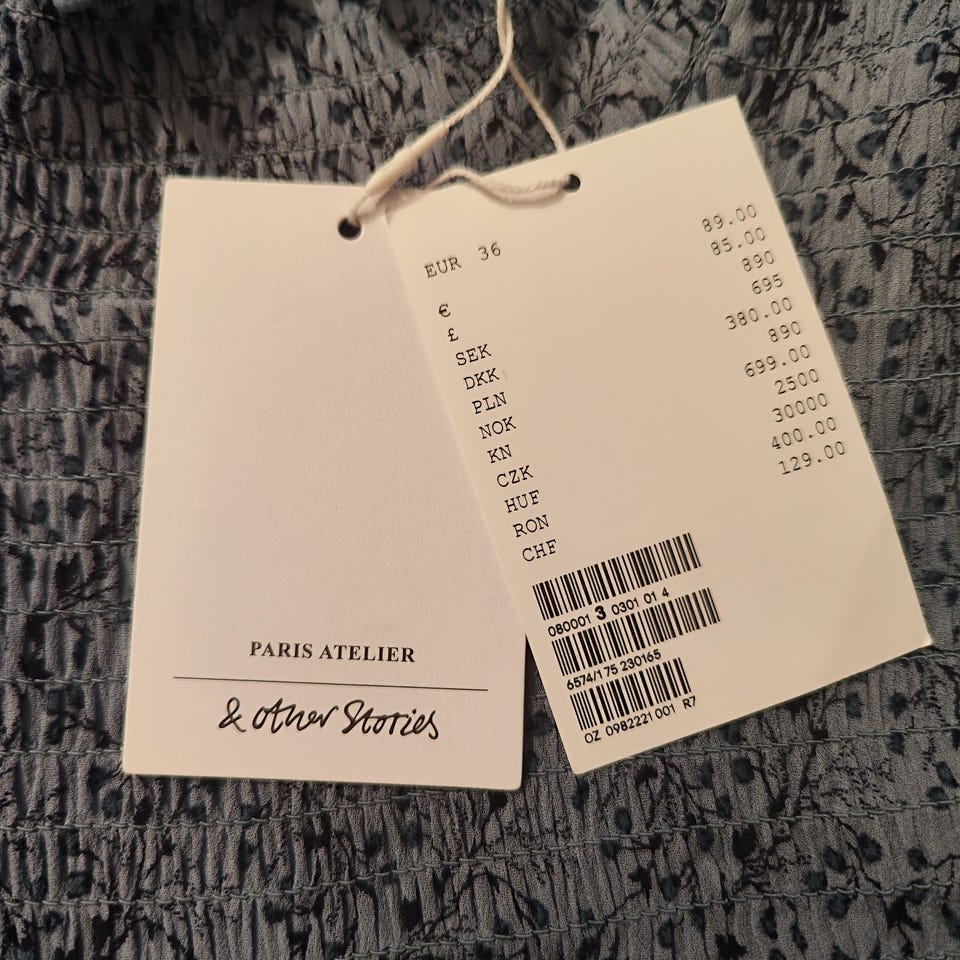 PARIS ATELIER
& other Stories
EUR 36
€ 89.00
£ 85.00
SEK 890
DKK 695
PLN 380.00
NOK 890
KN 699.00
CZK 2500
HUF 30000
RON 400.00
CHF 129.00
080001 3 0301 01 4
6574/175 230165
OZ 0982221 001 R7